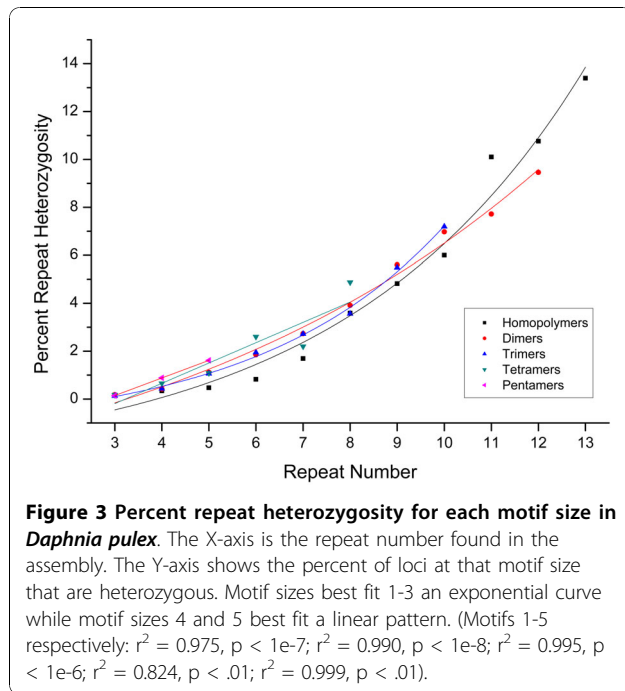 14
12
10
8
6
4
2
0
Percent Repeat Heterozygosity
Homopolymers
Dimers
Trimers
Tetramers
Pentamers
3 4 5 6 7 8 9 10 11 12 13
Repeat Number
Figure 3 Percent repeat heterozygosity for each motif size in
Daphnia pulex. The X-axis is the repeat number found in the
assembly. The Y-axis shows the percent of loci at that motif size
that are heterozygous. Motif sizes best fit 1-3 an exponential curve
while motif sizes 4 and 5 best fit a linear pattern. (Motifs 1-5
respectively: r² = 0.975, p < 1e-7; r² = 0.990, p < 1e-8; r² = 0.995, p
< 1e-6; r² = 0.824, p < .01; r² = 0.999, p < .01).